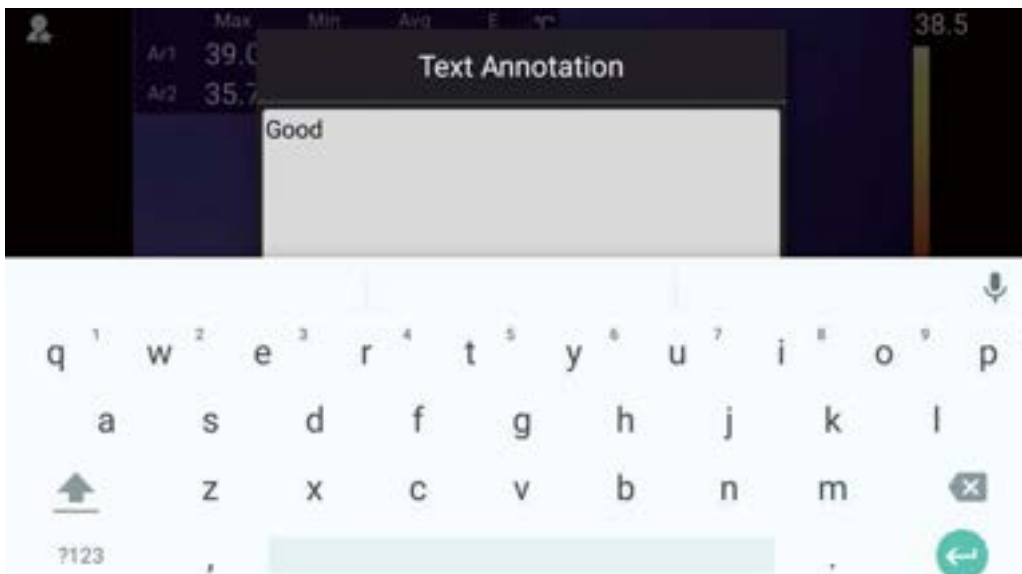 Max Min Avg E °C
38.5
Ar1 39.0
Ar2 35.7
Text Annotation
Good
q 1 w 2 e 3 r 4 t 5 y 6 u 7 i 8 o 9 p
a s d f g h j k l
z x c v b n m
?123 , .